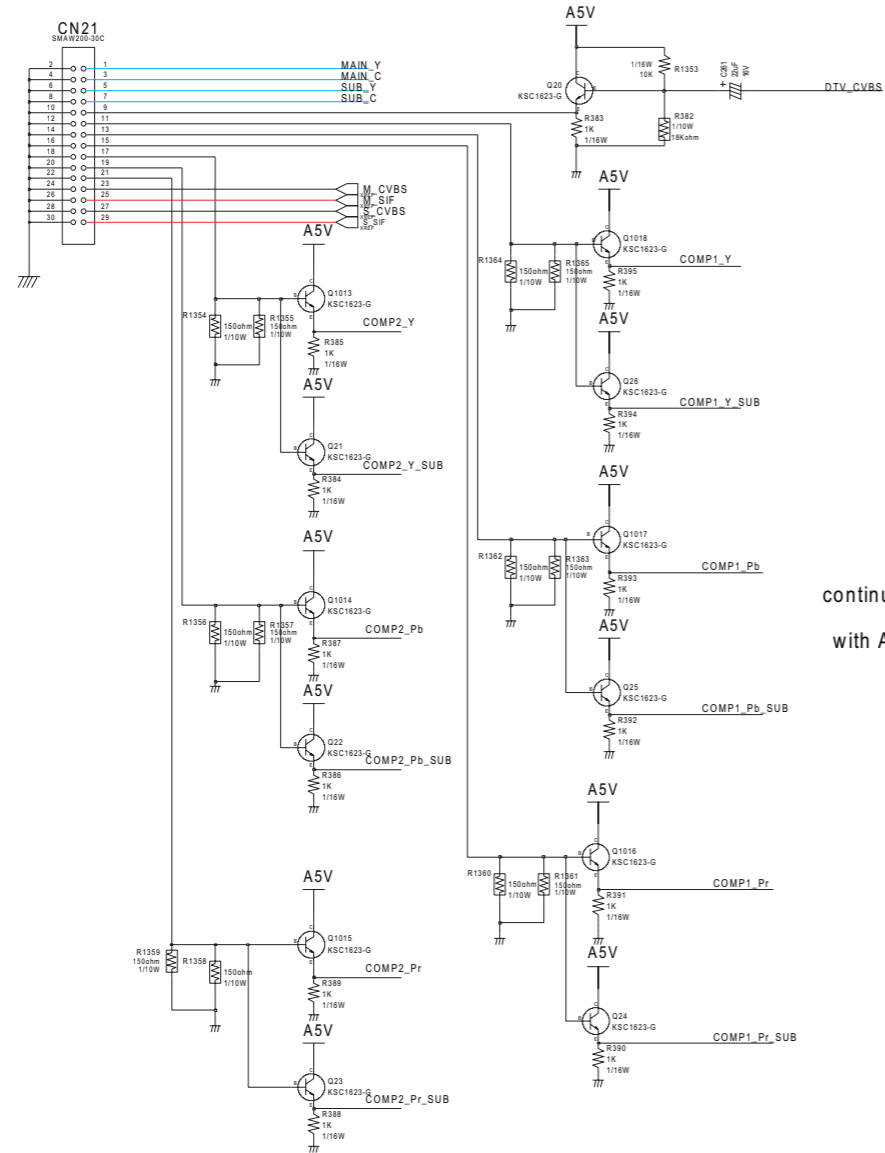 CN21
SMAW200-30C
2 1 MAIN_Y
4 3 MAIN_C
6 5 SUB_Y
8 7 SUB_C
10 9
12 11
14 13
16 15
18 17
20 19
22 21
24 23 M_CVBS
26 25 M_SIF
28 27 S_CVBS
30 29 S_SIF
XREF
A5V
C
Q20
KSC1623-G
B
E
R383
1K
1/16W
1/16W
10K
R1353
R382
1/10W
18Kohm
+
C261
22uF
16V
DTV_CVBS
A5V
C
Q1013
KSC1623-G
B
E
R1354
150ohm
1/10W
R1355
150ohm
1/10W
COMP2_Y
R385
1K
1/16W
A5V
C
Q21
KSC1623-G
B
E
COMP2_Y_SUB
R384
1K
1/16W
A5V
C
Q1014
KSC1623-G
B
E
R1356
150ohm
1/10W
R1357
150ohm
1/10W
COMP2_Pb
R387
1K
1/16W
A5V
C
Q22
KSC1623-G
B
E
COMP2_Pb_SUB
R386
1K
1/16W
A5V
C
Q1015
KSC1623-G
B
E
R1359
150ohm
1/10W
R1358
150ohm
1/10W
COMP2_Pr
R389
1K
1/16W
A5V
C
Q23
KSC1623-G
B
E
COMP2_Pr_SUB
R388
1K
1/16W
A5V
C
Q1018
KSC1623-G
B
E
R1364
150ohm
1/10W
R1365
150ohm
1/10W
COMP1_Y
R395
1K
1/16W
A5V
C
Q26
KSC1623-G
B
E
COMP1_Y_SUB
R394
1K
1/16W
A5V
C
Q1017
KSC1623-G
B
E
R1362
150ohm
1/10W
R1363
150ohm
1/10W
COMP1_Pb
R393
1K
1/16W
A5V
C
Q25
KSC1623-G
B
E
COMP1_Pb_SUB
R392
1K
1/16W
continu
with A
A5V
C
Q1016
KSC1623-G
B
E
R1360
150ohm
1/10W
R1361
150ohm
1/10W
COMP1_Pr
R391
1K
1/16W
A5V
C
Q24
KSC1623-G
B
E
COMP1_Pr_SUB
R390
1K
1/16W